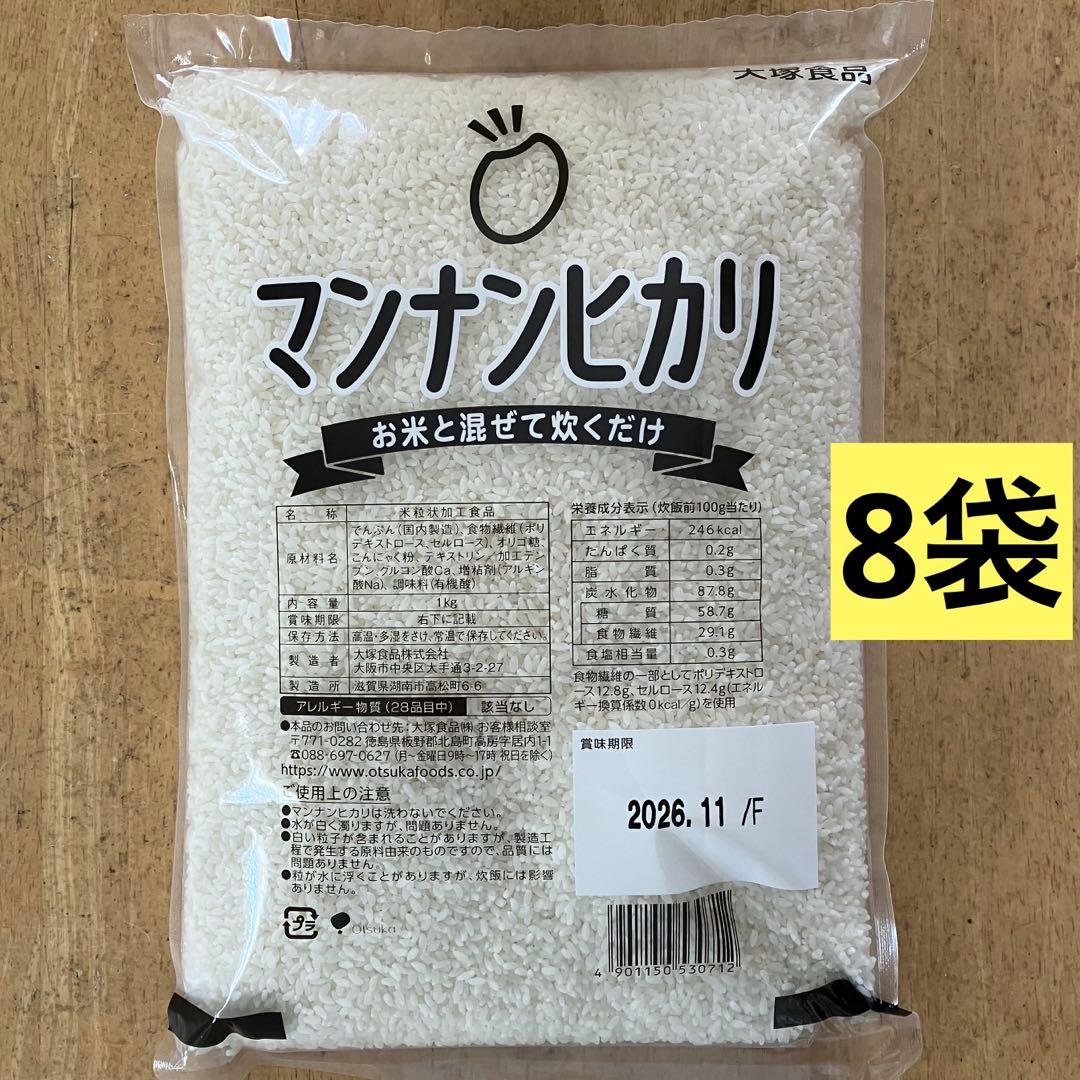 大塚食品
マンナンヒカリ
お米と混ぜて炊くだけ
8袋
名称 米粒状加工食品
原材料名 でんぷん(国内製造)、食物繊維(ポリ
デキストロース、セルロース)、オリゴ糖、
こんにゃく粉、デキストリン/加工デン
プン、グルコン酸Ca、増粘剤(アルギン
酸Na)、調味料(有機酸)
内容量 1kg
賞味期限 右下に記載
保存方法 高温・多湿をさけ、常温で保存してください。
製造者 大塚食品株式会社
大阪市中央区大手通3-2-27
製造所 滋賀県湖南市高松町6-6
アレルギー物質(28品目中) 該当なし
●本品のお問い合わせ先:大塚食品㈱お客様相談室
〒771-0282 徳島県板野郡北島町高房字居内1-1
☎088-697-0627 (月~金曜日9時~17時 祝日を除く)
https://www.otsukafoods.co.jp/
ご使用上の注意
●マンナンヒカリは洗わないでください。
●水が白く濁りますが、問題ありません。
●白い粒子が含まれることがありますが、製造工
程で発生する原料由来のものですので、品質には
問題ありません。
●粒が水に浮くことがありますが、炊飯には影響
ありません。
プラ
Otsuka
栄養成分表示(炊飯前100g当たり)
エネルギー 246kcal
たんぱく質 0.2g
脂質 0.3g
炭水化物 87.8g
糖質 58.7g
食物繊維 29.1g
食塩相当量 0.3g
食物繊維の一部としてポリデキストロ
ース12.8g、セルロース12.4g(エネル
ギー換算係数0kcal/g)を使用
賞味期限
2026.11 /F
4 901150 530712